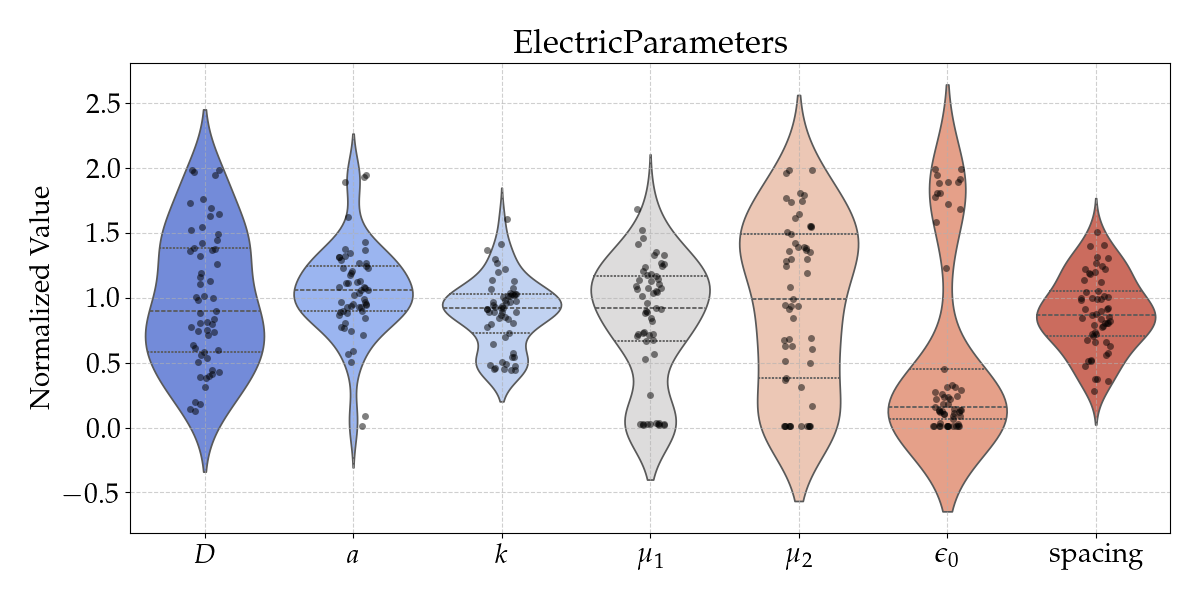 ElectricParameters
Normalized Value
2.5
2.0
1.5
1.0
0.5
0.0
−0.5
D a k μ₁ μ₂ ϵ₀ spacing